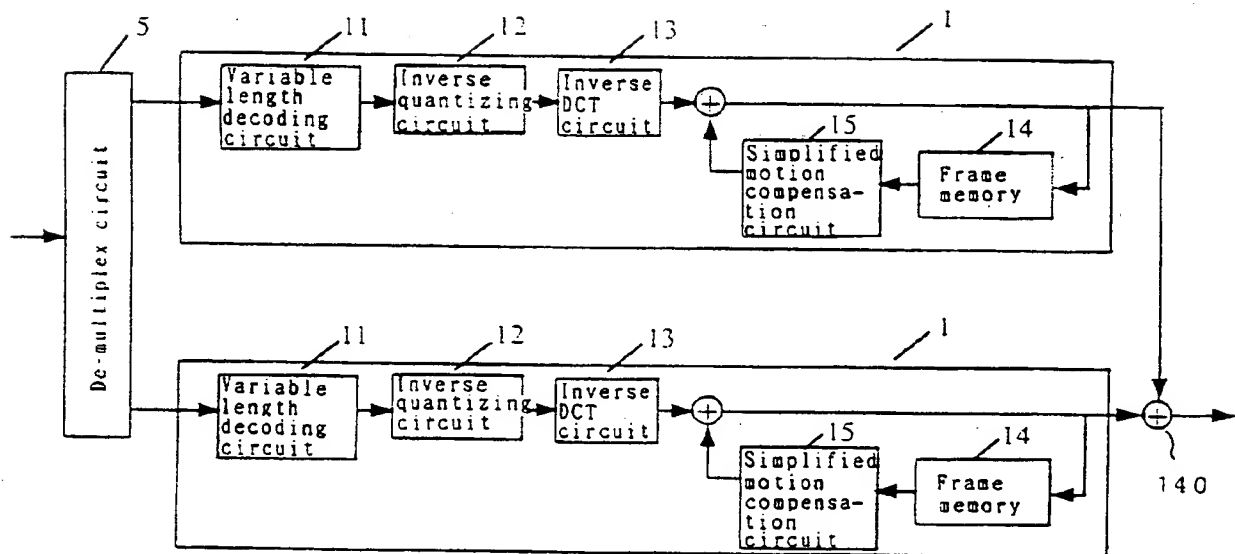 5
11
12
13
1
De-multiplex circuit
Variable
length
decoding
circuit
Inverse
quantizing
circuit
Inverse
DCT
circuit
+
15
14
Simplified
motion
compensa-
tion
circuit
Frame
memory
11
12
13
1
Variable
length
decoding
circuit
Inverse
quantizing
circuit
Inverse
DCT
circuit
+
15
14
Simplified
motion
compensa-
tion
circuit
Frame
memory
140